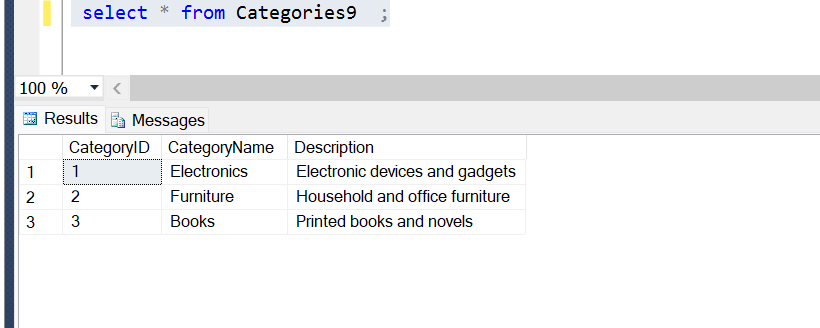 select * from Categories9 ;
100 %
Results Messages
CategoryID CategoryName Description
1 1 Electronics Electronic devices and gadgets
2 2 Furniture Household and office furniture
3 3 Books Printed books and novels